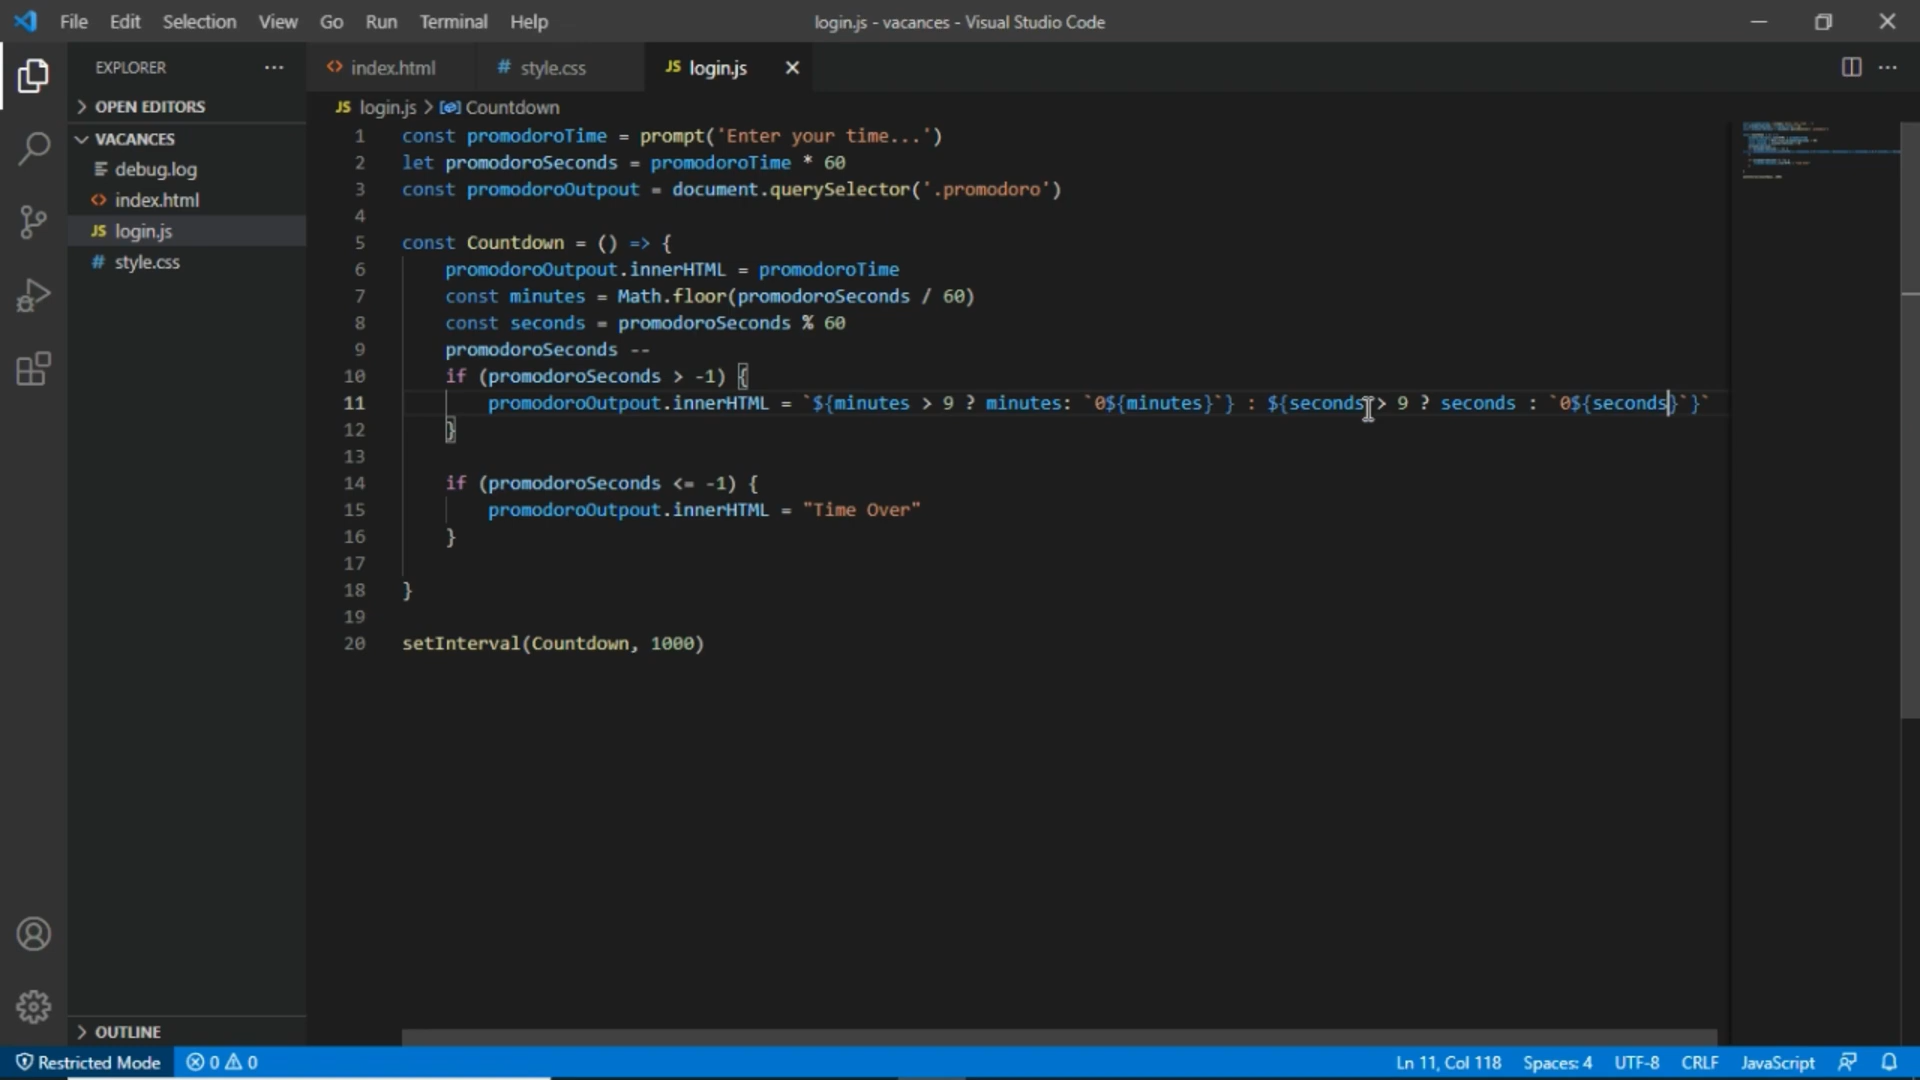 File Edit Selection View Go Run Terminal Help
login.js - vacances - Visual Studio Code
EXPLORER
OPEN EDITORS
VACANCES
debug.log
index.html
JS login.js
# style.css
OUTLINE
index.html
# style.css
JS login.js
JS login.js > Countdown
1 const promodoroTime = prompt('Enter your time...')
2 let promodoroSeconds = promodoroTime * 60
3 const promodoroOutpout = document.querySelector('.promodoro')
4
5 const Countdown = () => {
6 promodoroOutpout.innerHTML = promodoroTime
7 const minutes = Math.floor(promodoroSeconds / 60)
8 const seconds = promodoroSeconds % 60
9 promodoroSeconds --
10 if (promodoroSeconds > -1) {
11 promodoroOutpout.innerHTML = `${minutes > 9 ? minutes: `0${minutes}`} : ${seconds > 9 ? seconds : `0${seconds}`}`
12 }
13
14 if (promodoroSeconds <= -1) {
15 promodoroOutpout.innerHTML = "Time Over"
16 }
17
18 }
19
20 setInterval(Countdown, 1000)
Restricted Mode 0 0
Ln 11, Col 118 Spaces: 4 UTF-8 CRLF JavaScript